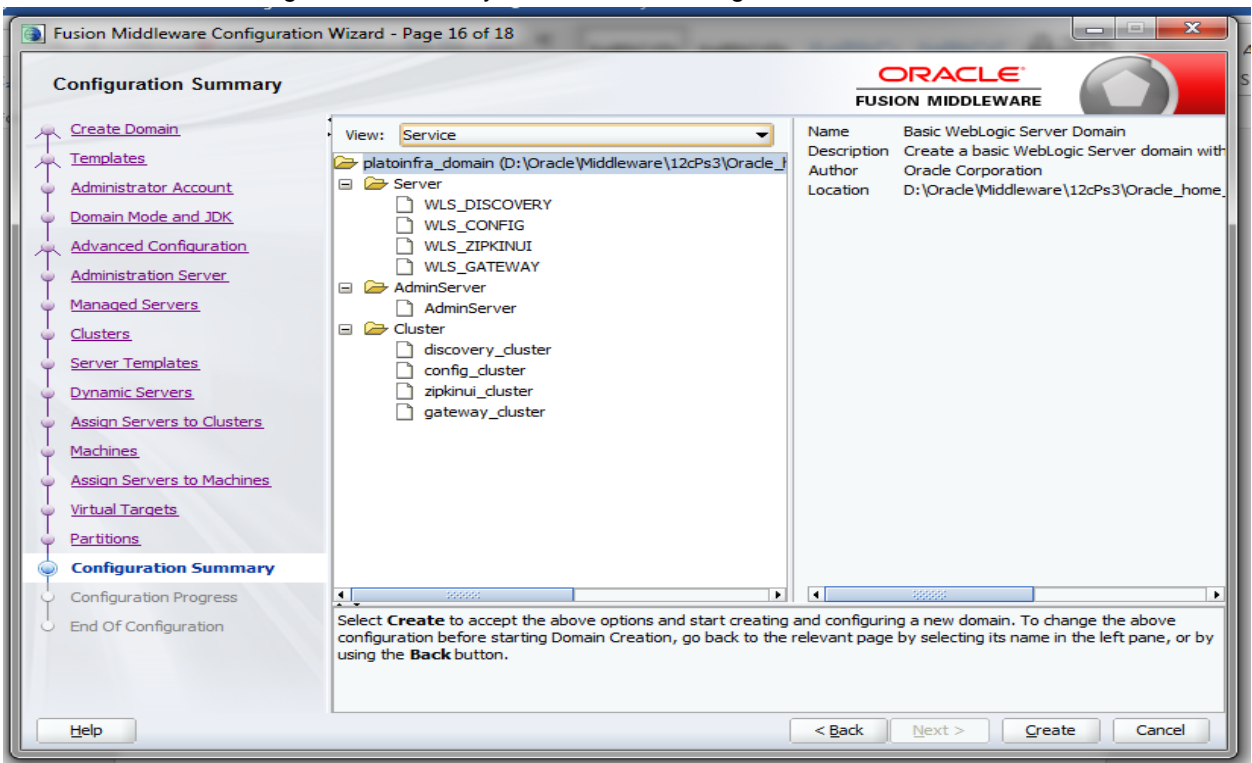 Fusion Middleware Configuration Wizard - Page 16 of 18
Configuration Summary
ORACLE
FUSION MIDDLEWARE
Create Domain
Templates
Administrator Account
Domain Mode and JDK
Advanced Configuration
Administration Server
Managed Servers
Clusters
Server Templates
Dynamic Servers
Assign Servers to Clusters
Machines
Assign Servers to Machines
Virtual Targets
Partitions
Configuration Summary
Configuration Progress
End Of Configuration
View: Service
platoinfra_domain (D:\Oracle\Middleware\12cPs3\Oracle_
Server
WLS_DISCOVERY
WLS_CONFIG
WLS_ZIPKINUI
WLS_GATEWAY
AdminServer
AdminServer
Cluster
discovery_cluster
config_cluster
zipkinui_cluster
gateway_cluster
Name Basic WebLogic Server Domain
Description Create a basic WebLogic Server domain with
Author Oracle Corporation
Location D:\Oracle\Middleware\12cPs3\Oracle_home_
Select Create to accept the above options and start creating and configuring a new domain. To change the above
configuration before starting Domain Creation, go back to the relevant page by selecting its name in the left pane, or by
using the Back button.
Help
< Back
Next >
Create
Cancel